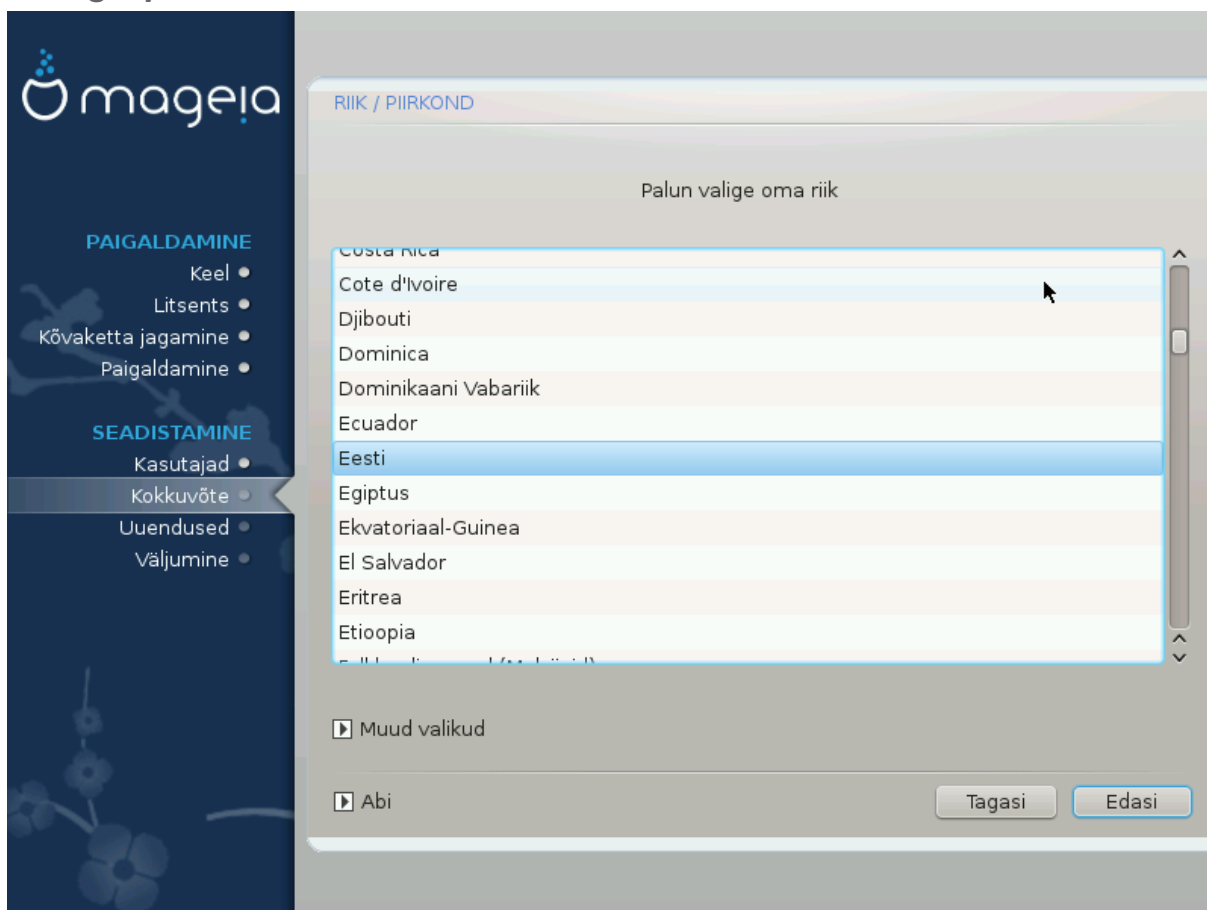 mageia
RIIK / PIIRKOND
Palun valige oma riik
PAIGALDAMINE
Keel
Litsents
Kõvaketta jagamine
Paigaldamine
SEADISTAMINE
Kasutajad
Kokkuvõte
Uuendused
Väljumine
Costa Rica
Cote d'Ivoire
Djibouti
Dominica
Dominikaani Vabariik
Ecuador
Eesti
Egiptus
Ekvatoriaal-Guinea
El Salvador
Eritrea
Etioopia
Muud valikud
Abi
Tagasi
Edasi